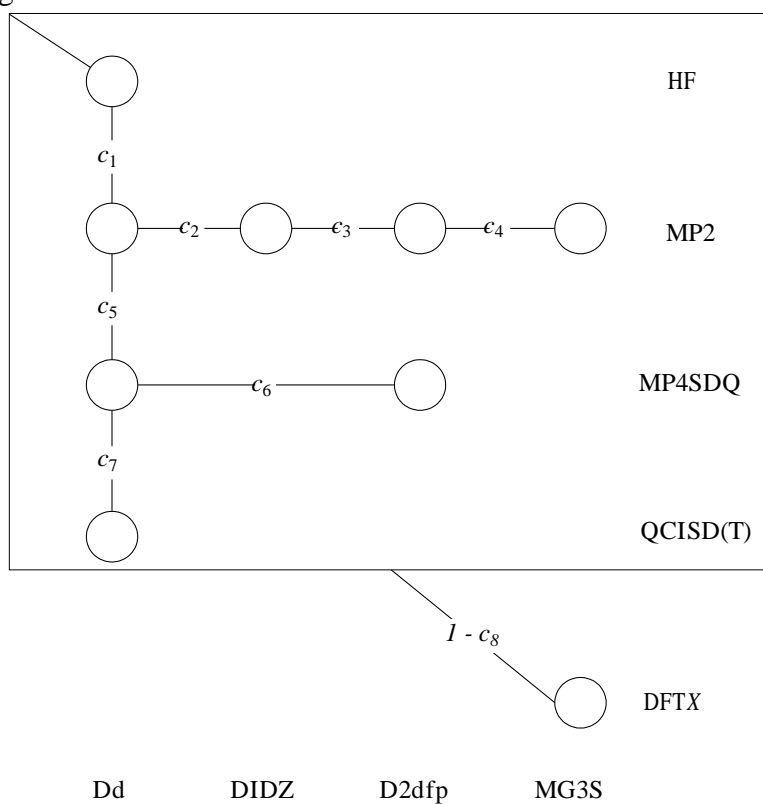 g
HF
c1
c2 c3 c4 MP2
c5
c6 MP4SDQ
c7
QCISD(T)
1 - c8
DFTX
Dd DIDZ D2dfp MG3S